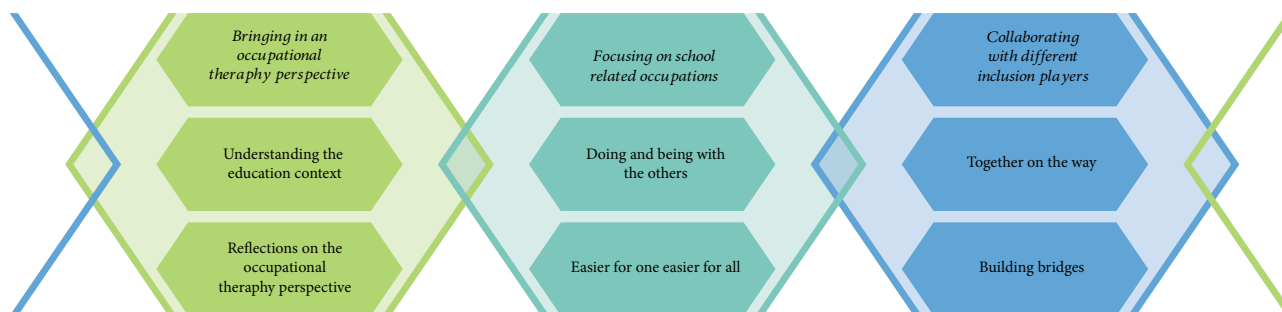 Bringing in an
occupational
theraphy perspective
Understanding the
education context
Reflections on the
occupational
theraphy perspective
Focusing on school
related occupations
Doing and being with
the others
Easier for one easier for all
Collaborating
with different
inclusion players
Together on the way
Building bridges